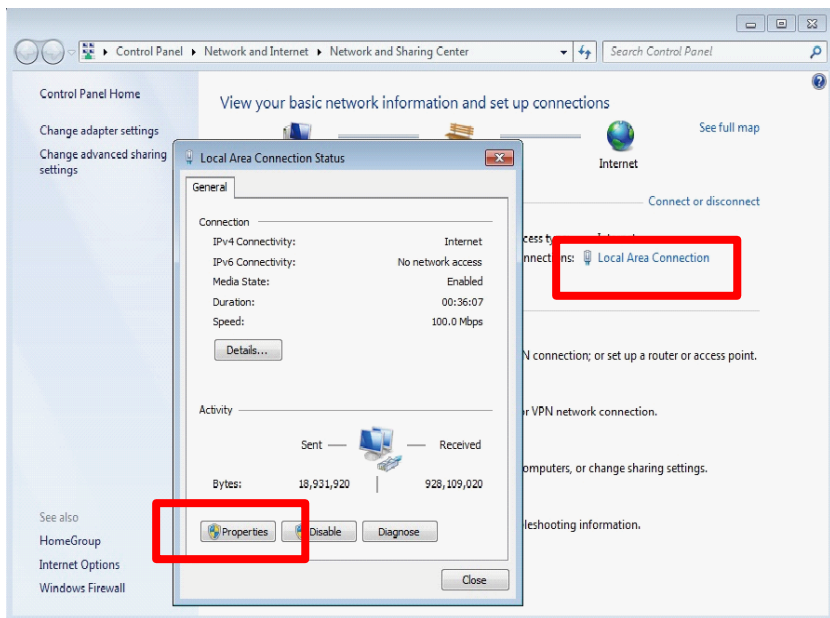 Control Panel ▸ Network and Internet ▸ Network and Sharing Center
Search Control Panel
Control Panel Home
Change adapter settings
Change advanced sharing
settings
See also
HomeGroup
Internet Options
Windows Firewall
View your basic network information and set up connections
See full map
Internet
Connect or disconnect
Local Area Connection
N connection; or set up a router or access point.
or VPN network connection.
omputers, or change sharing settings.
leshooting information.
Local Area Connection Status
General
Connection
IPv4 Connectivity: Internet
IPv6 Connectivity: No network access
Media State: Enabled
Duration: 00:36:07
Speed: 100.0 Mbps
Details...
Activity
Sent Received
Bytes: 18,931,920 928,109,020
Properties Disable Diagnose
Close